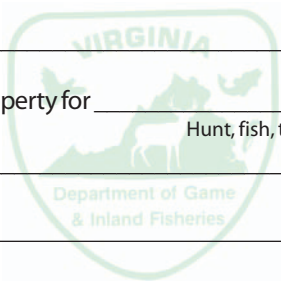 VIRGINIA
perty for
Hunt, fish, t
Department of Game
& Inland Fisheries